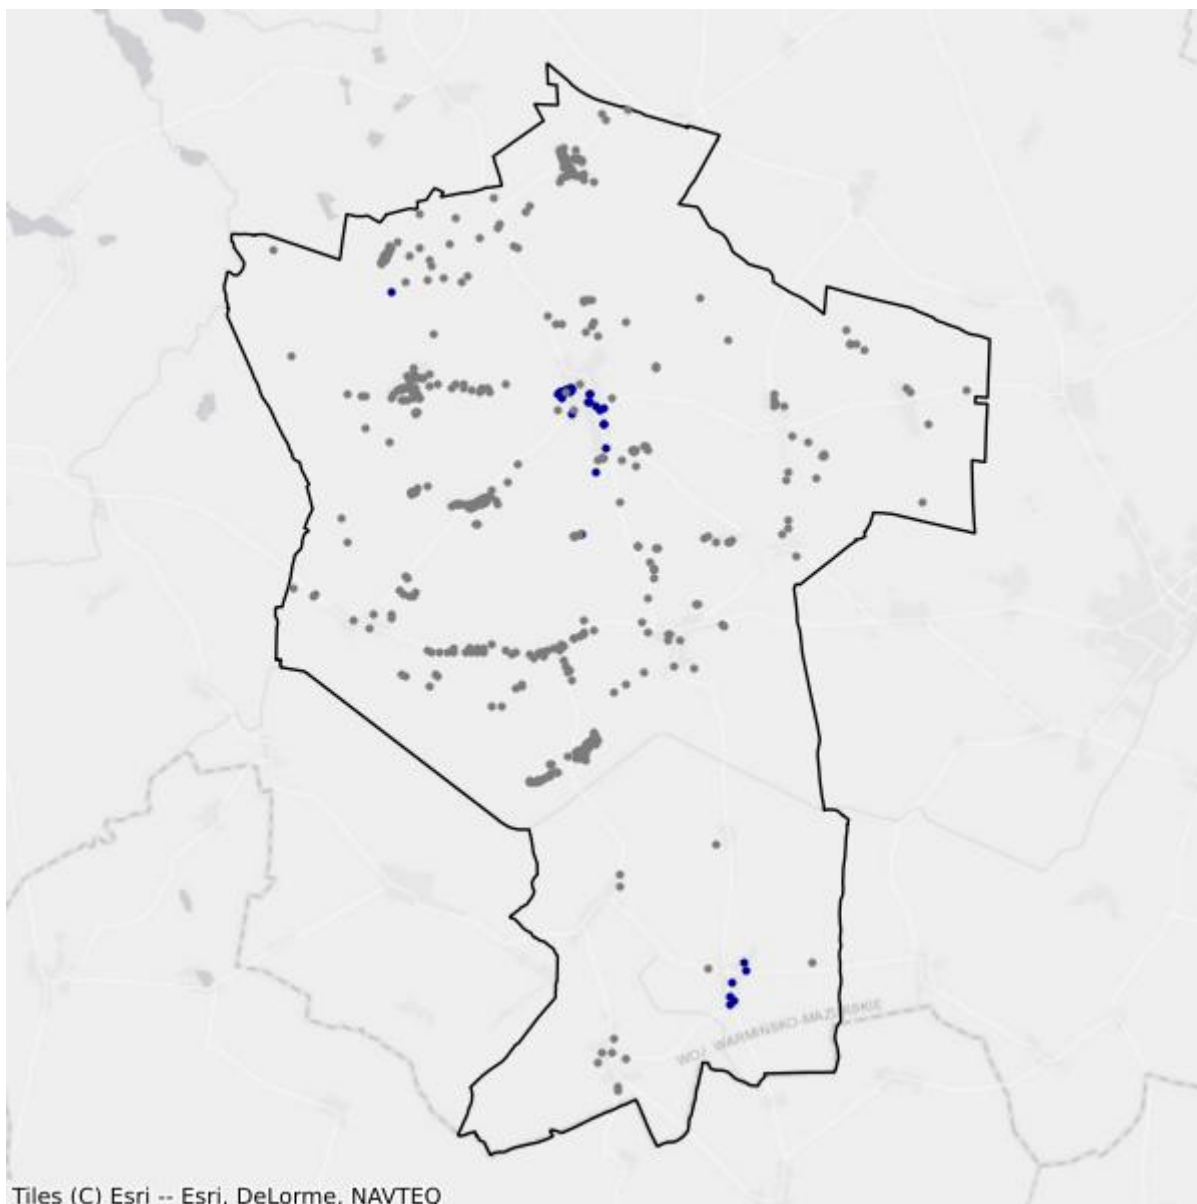 WOJ. WARMIŃSKO-MAZURSKIE
Tiles (C) Esri -- Esri, DeLorme, NAVTEQ